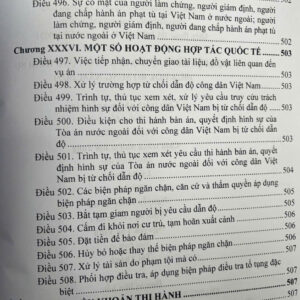 Điều 496. Sự có mặt của người làm chứng, người giám định, người
đang chấp hành án phạt tù tại Việt Nam ở nước ngoài; người
làm chứng, người giám định, người đang chấp hành án phạt
tù tại nước ngoài ở Việt Nam 502
Chương XXXVI. MỘT SỐ HOẠT ĐỘNG HỢP TÁC QUỐC TẾ 503
Điều 497. Việc tiếp nhận, chuyển giao tài liệu, đồ vật liên quan đến
vụ án 503
Điều 498. Xử lý trường hợp từ chối dẫn độ công dân Việt Nam 503
Điều 499. Trình tự, thủ tục xem xét, xử lý yêu cầu truy cứu trách
nhiệm hình sự đối với công dân Việt Nam bị từ chối dẫn độ 503
Điều 500. Điều kiện cho thi hành bản án, quyết định hình sự của
Tòa án nước ngoài đối với công dân Việt Nam bị từ chối dẫn
độ 503
Điều 501. Trình tự, thủ tục xem xét yêu cầu thi hành bản án, quyết
định hình sự của Tòa án nước ngoài đối với công dân Việt
Nam bị từ chối dẫn độ 504
Điều 502. Các biện pháp ngăn chặn, căn cứ và thẩm quyền áp dụng
biện pháp ngăn chặn 505
Điều 503. Bắt tạm giam người bị yêu cầu dẫn độ 505
Điều 504. Cấm đi khỏi nơi cư trú, tạm hoãn xuất cảnh 506
Điều 505. Đặt tiền để bảo đảm 506
Điều 506. Hủy bỏ hoặc thay thế biện pháp ngăn chặn 506
Điều 507. Xử lý tài sản do phạm tội mà có 507
Điều 508. Phối hợp điều tra, áp dụng biện pháp điều tra tố tụng đặc
biệt 507
KHOẢN THI HÀNH 507